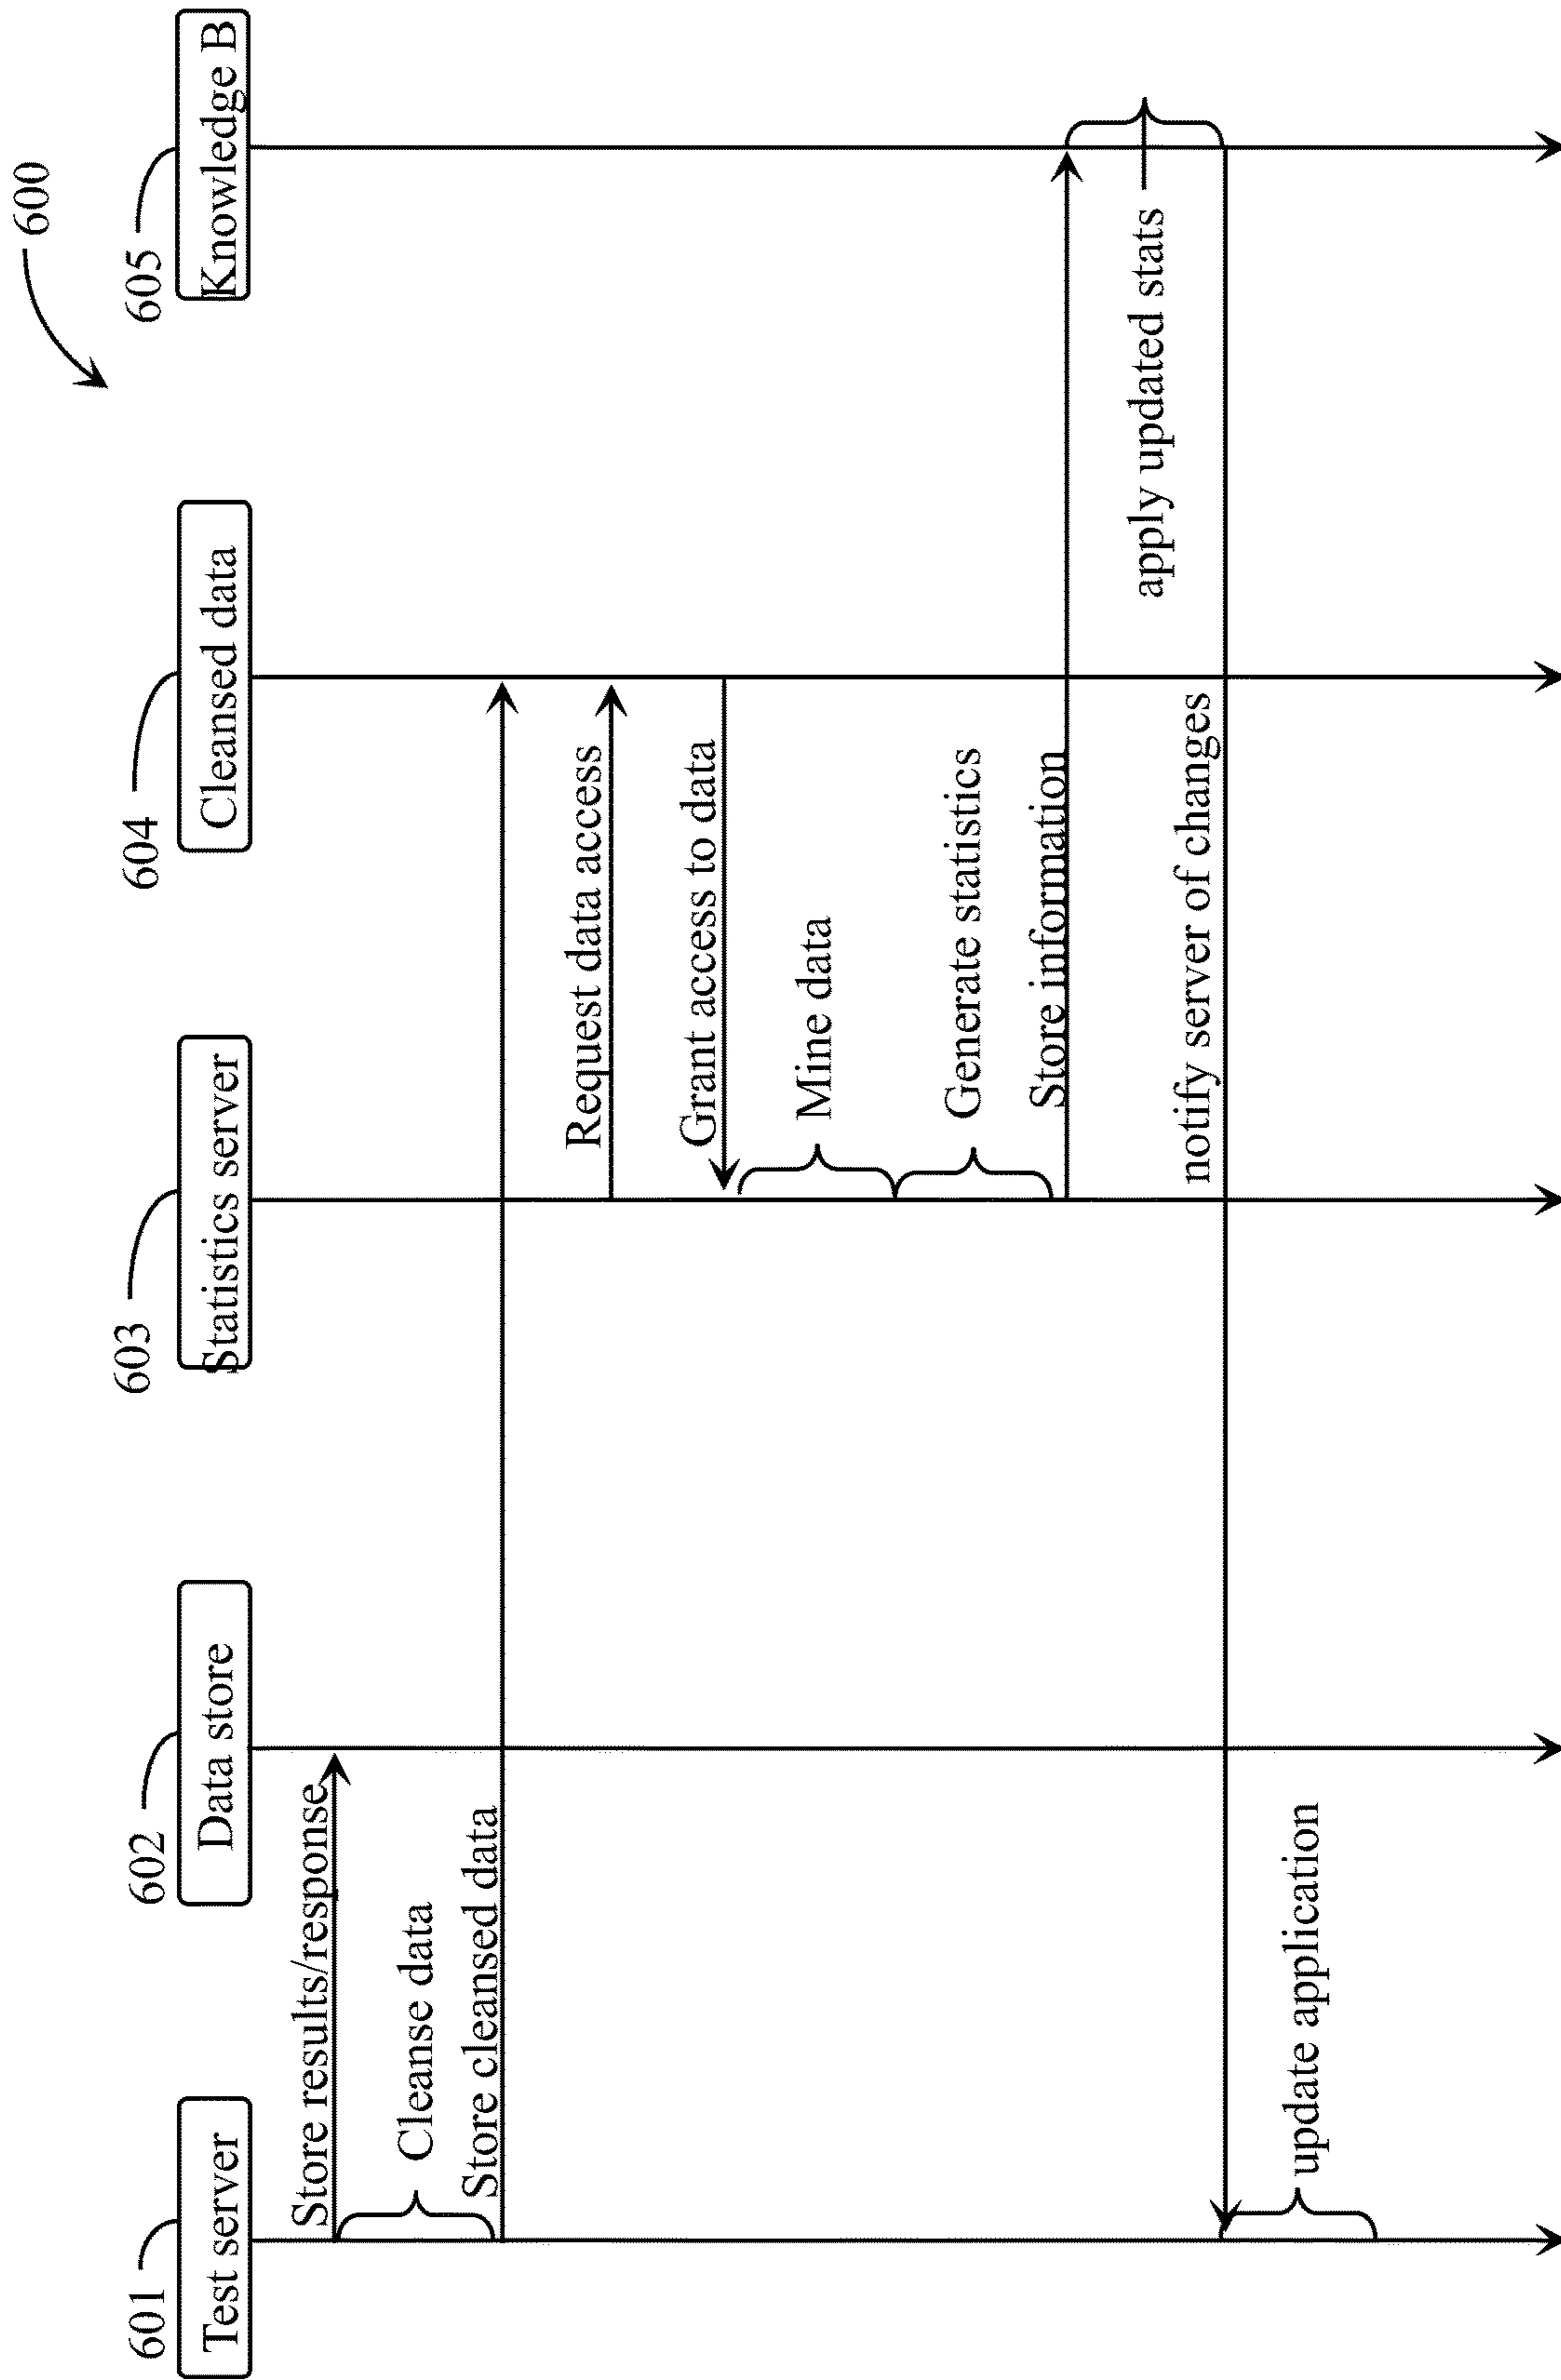 600
601
602
603
604
605
Test server
Data store
Statistics server
Cleansed data
Knowledge B
Store results/response
Cleanse data
Store cleansed data
Request data access
Grant access to data
Mine data
Generate statistics
Store information
apply updated stats
notify server of changes
update application